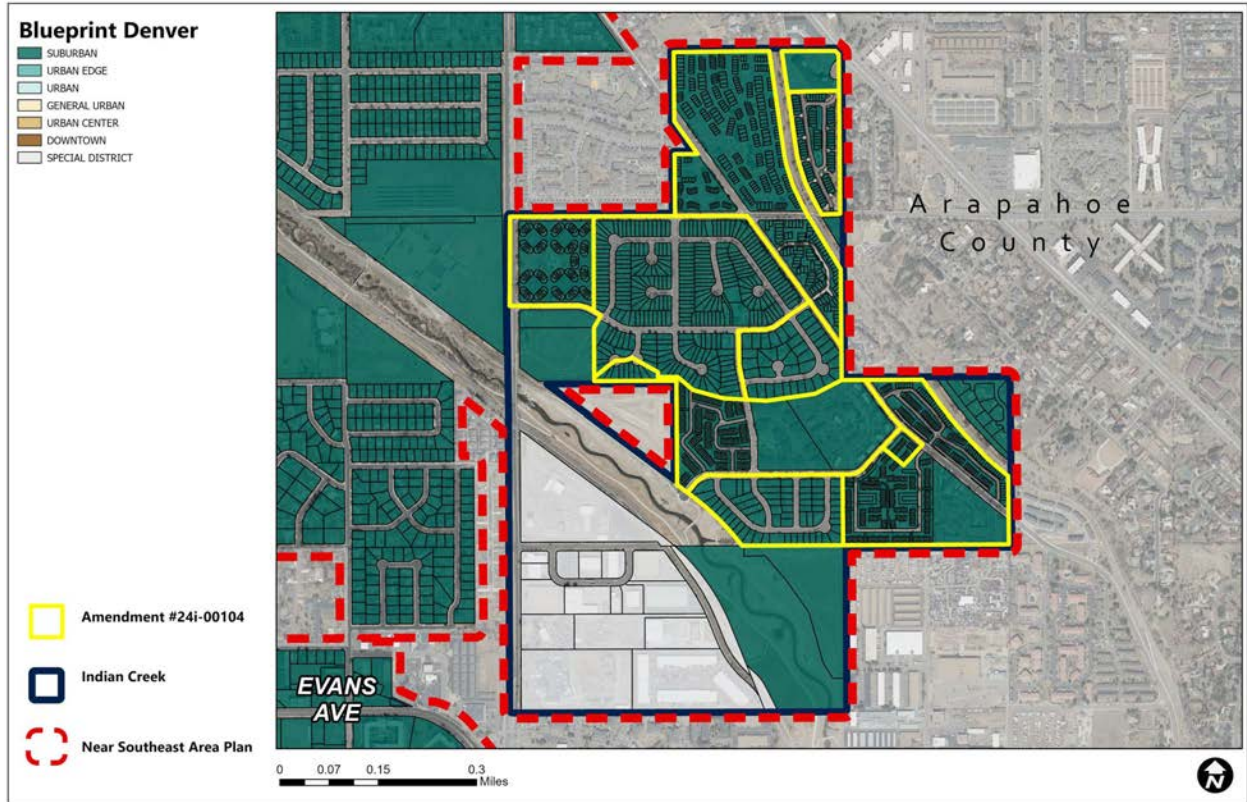 Blueprint Denver
SUBURBAN
URBAN EDGE
URBAN
GENERAL URBAN
URBAN CENTER
DOWNTOWN
SPECIAL DISTRICT
Arapahoe
County
Amendment #24i-00104
Indian Creek
Near Southeast Area Plan
EVANS
AVE
0 0.07 0.15 0.3
Miles
N